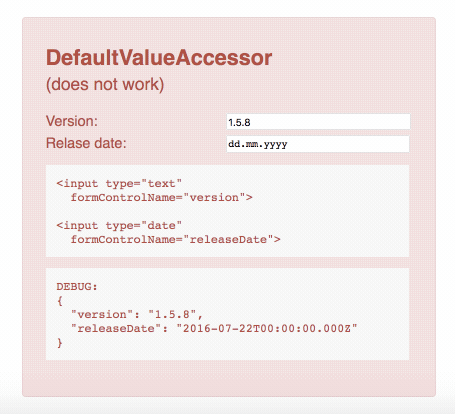 DefaultValueAccessor
(does not work)
Version: 1.5.8
Relase date: dd.mm.yyyy
<input type="text"
formControlName="version">
<input type="date"
formControlName="releaseDate">
DEBUG:
{
"version": "1.5.8",
"releaseDate": "2016-07-22T00:00:00.000Z"
}